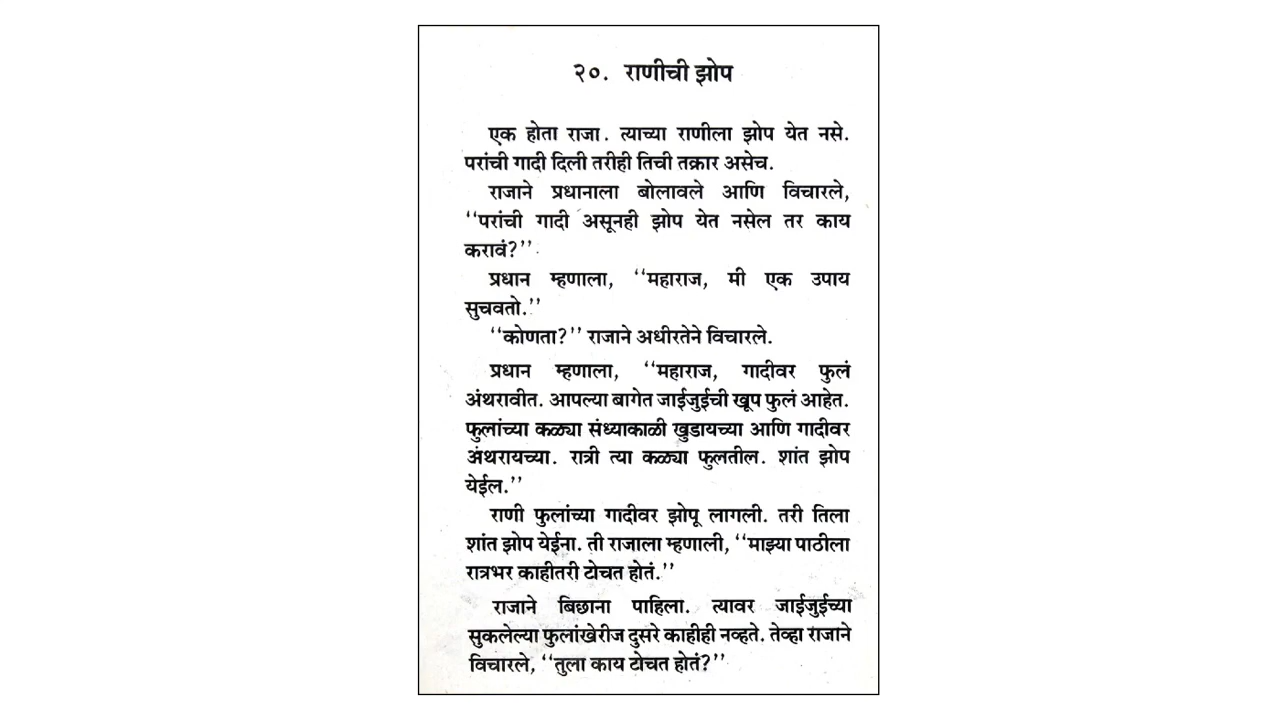 २०. राणीची झोप
एक होता राजा. त्याच्या राणीला झोप येत नसे.
परांची गादी दिली तरीही तिची तक्रार असेच.
राजाने प्रधानाला बोलावले आणि विचारले,
‘‘परांची गादी असूनही झोप येत नसेल तर काय
करावं?’’
प्रधान म्हणाला, ‘‘महाराज, मी एक उपाय
सुचवतो.’’
‘‘कोणता?’’ राजाने अधीरतेने विचारले.
प्रधान म्हणाला, ‘‘महाराज, गादीवर फुलं
अंथरावीत. आपल्या बागेत जाईजुईची खूप फुलं आहेत.
फुलांच्या कळ्या संध्याकाळी खुडायच्या आणि गादीवर
अंथरायच्या. रात्री त्या कळ्या फुलतील. शांत झोप
येईल.’’
राणी फुलांच्या गादीवर झोपू लागली. तरी तिला
शांत झोप येईना. ती राजाला म्हणाली, ‘‘माझ्या पाठीला
रात्रभर काहीतरी टोचत होतं.’’
राजाने बिछाना पाहिला. त्यावर जाईजुईच्या
सुकलेल्या फुलांखेरीज दुसरे काहीही नव्हते. तेव्हा राजाने
विचारले, ‘‘तुला काय टोचत होतं?’’